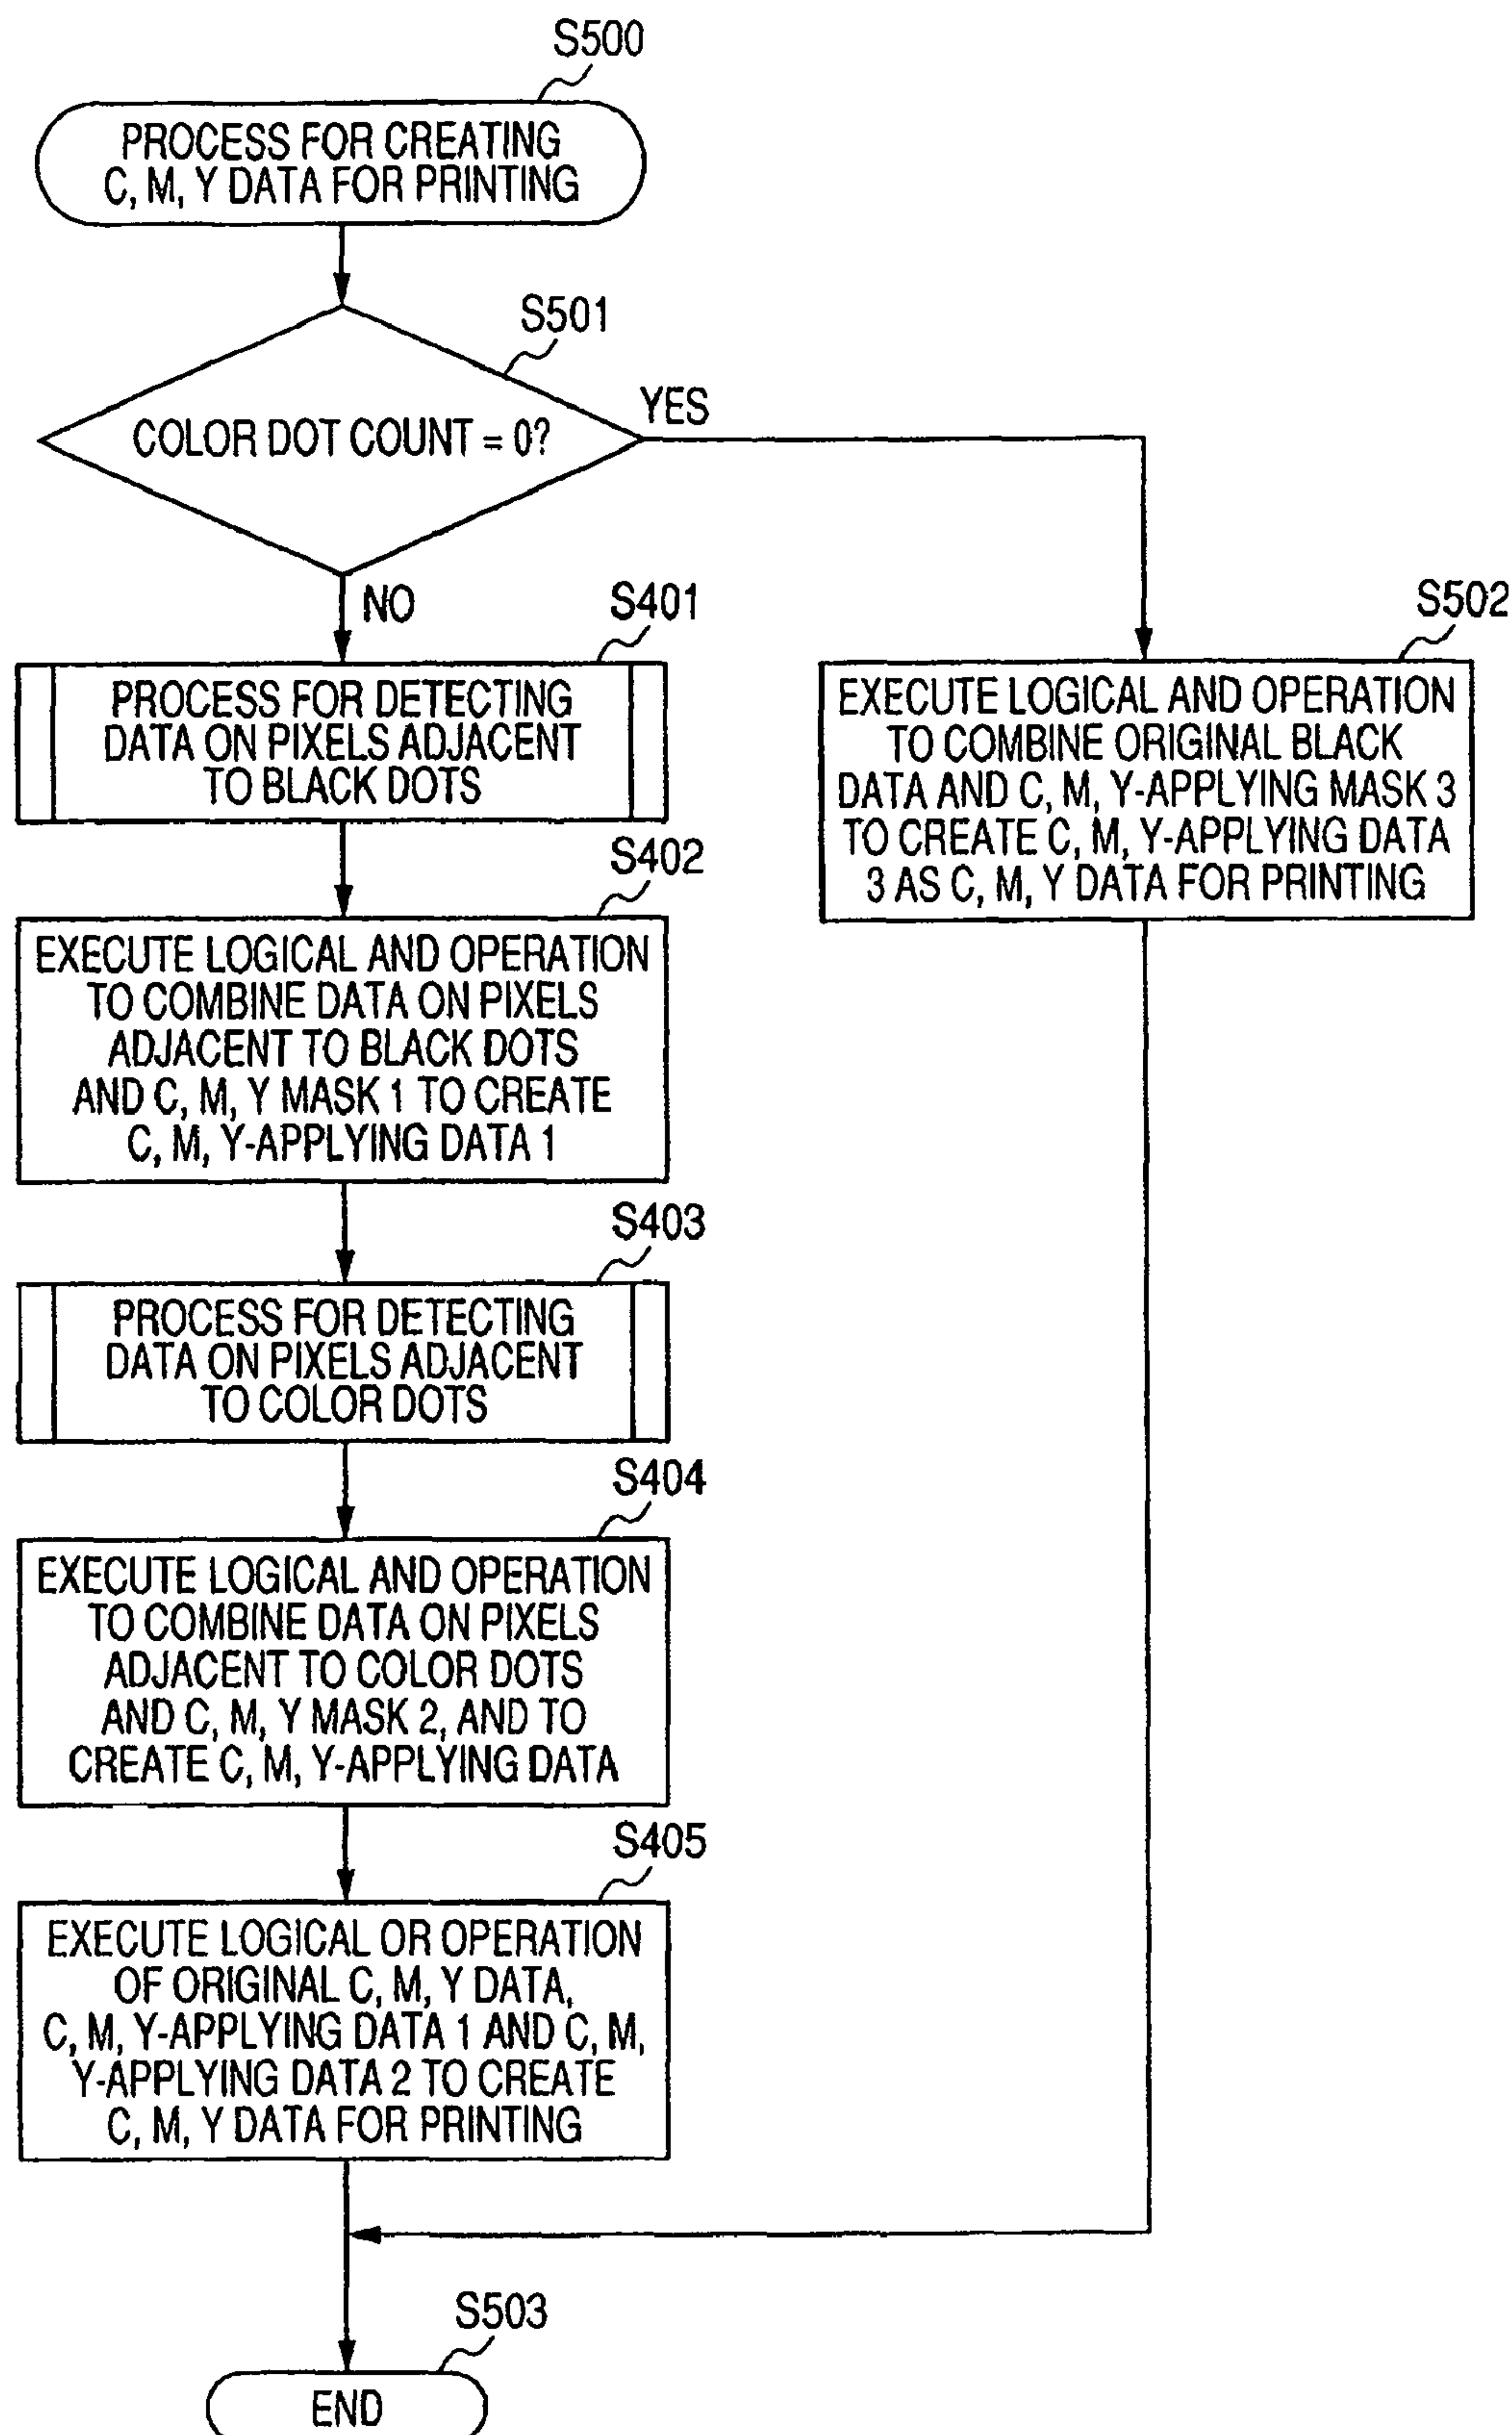 S500
PROCESS FOR CREATING
C, M, Y DATA FOR PRINTING
S501
COLOR DOT COUNT = 0?
YES
NO
S401
PROCESS FOR DETECTING
DATA ON PIXELS ADJACENT
TO BLACK DOTS
S502
EXECUTE LOGICAL AND OPERATION
TO COMBINE ORIGINAL BLACK
DATA AND C, M, Y-APPLYING MASK 3
TO CREATE C, M, Y-APPLYING DATA
3 AS C, M, Y DATA FOR PRINTING
S402
EXECUTE LOGICAL AND OPERATION
TO COMBINE DATA ON PIXELS
ADJACENT TO BLACK DOTS
AND C, M, Y MASK 1 TO CREATE
C, M, Y-APPLYING DATA 1
S403
PROCESS FOR DETECTING
DATA ON PIXELS ADJACENT
TO COLOR DOTS
S404
EXECUTE LOGICAL AND OPERATION
TO COMBINE DATA ON PIXELS
ADJACENT TO COLOR DOTS
AND C, M, Y MASK 2, AND TO
CREATE C, M, Y-APPLYING DATA
S405
EXECUTE LOGICAL OR OPERATION
OF ORIGINAL C, M, Y DATA,
C, M, Y-APPLYING DATA 1 AND C, M,
Y-APPLYING DATA 2 TO CREATE
C, M, Y DATA FOR PRINTING
S503
END